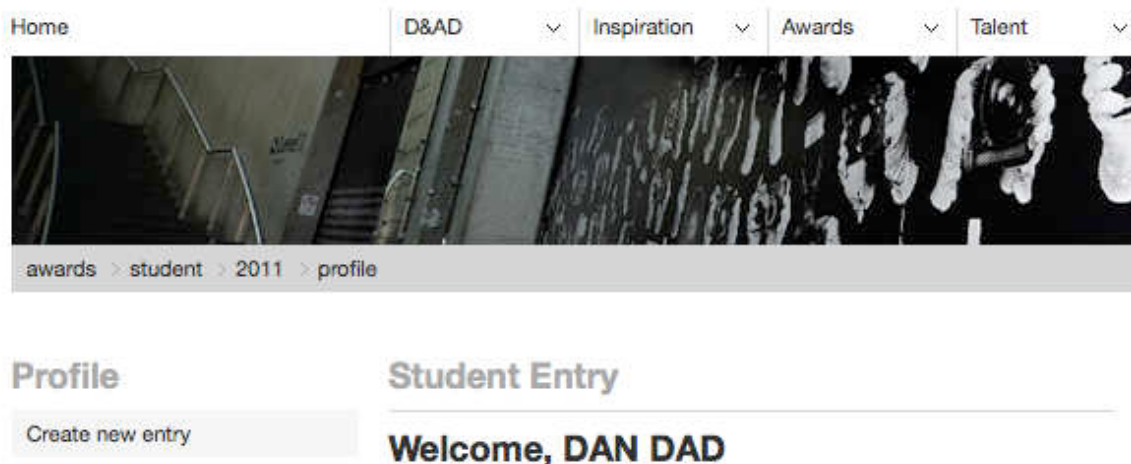 Home D&AD Inspiration Awards Talent
awards > student > 2011 > profile
Profile
Student Entry
Create new entry
Welcome, DAN DAD